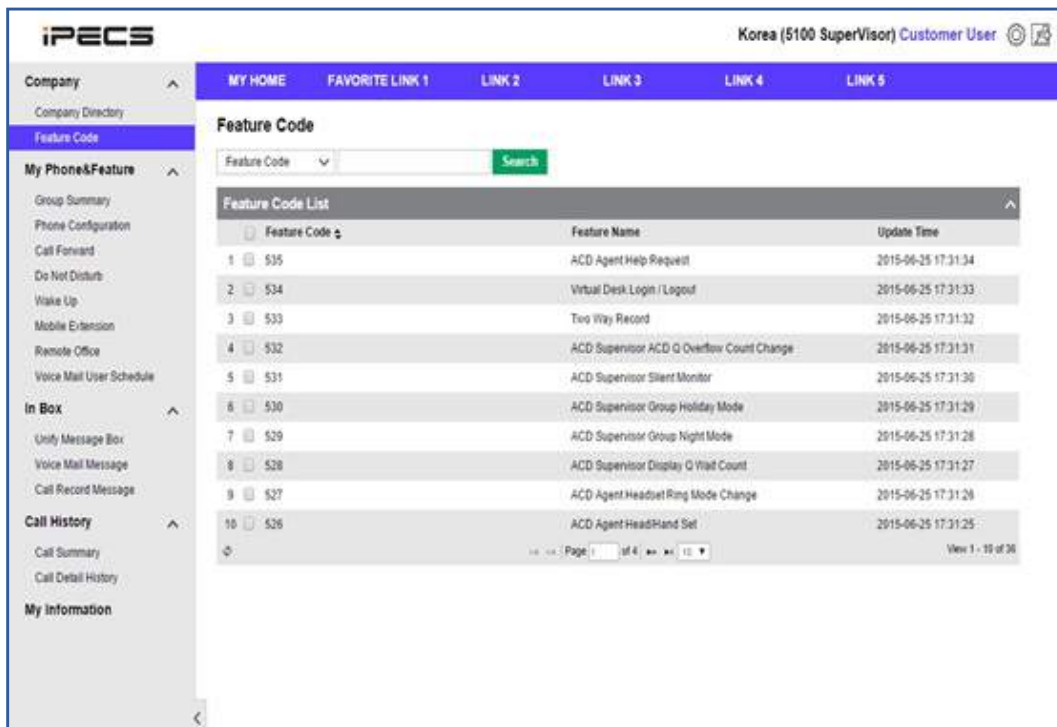 iPECS
Korea (5100 SuperVisor) Customer User
Company
Company Directory
Feature Code
My Phone&Feature
Group Summary
Phone Configuration
Call Forward
Do Not Disturb
Wake Up
Mobile Extension
Remote Office
Voice Mail User Schedule
In Box
Unify Message Box
Voice Mail Message
Call Record Message
Call History
Call Summary
Call Detail History
My Information
MY HOME FAVORITE LINK 1 LINK 2 LINK 3 LINK 4 LINK 5
Feature Code
Feature Code Search
Feature Code List
Feature Code Feature Name Update Time
1 535 ACD Agent Help Request 2015-06-25 17:31:34
2 534 Virtual Desk Login / Logout 2015-06-25 17:31:33
3 533 Two Way Record 2015-06-25 17:31:32
4 532 ACD Supervisor ACD Q Overflow Count Change 2015-06-25 17:31:31
5 531 ACD Supervisor Silent Monitor 2015-06-25 17:31:30
6 530 ACD Supervisor Group Holiday Mode 2015-06-25 17:31:29
7 529 ACD Supervisor Group Night Mode 2015-06-25 17:31:28
8 528 ACD Supervisor Display Q Wait Count 2015-06-25 17:31:27
9 527 ACD Agent Headset Ring Mode Change 2015-06-25 17:31:26
10 526 ACD Agent Head/Hand Set 2015-06-25 17:31:25
Page 1 of 4 10 View 1 - 10 of 36